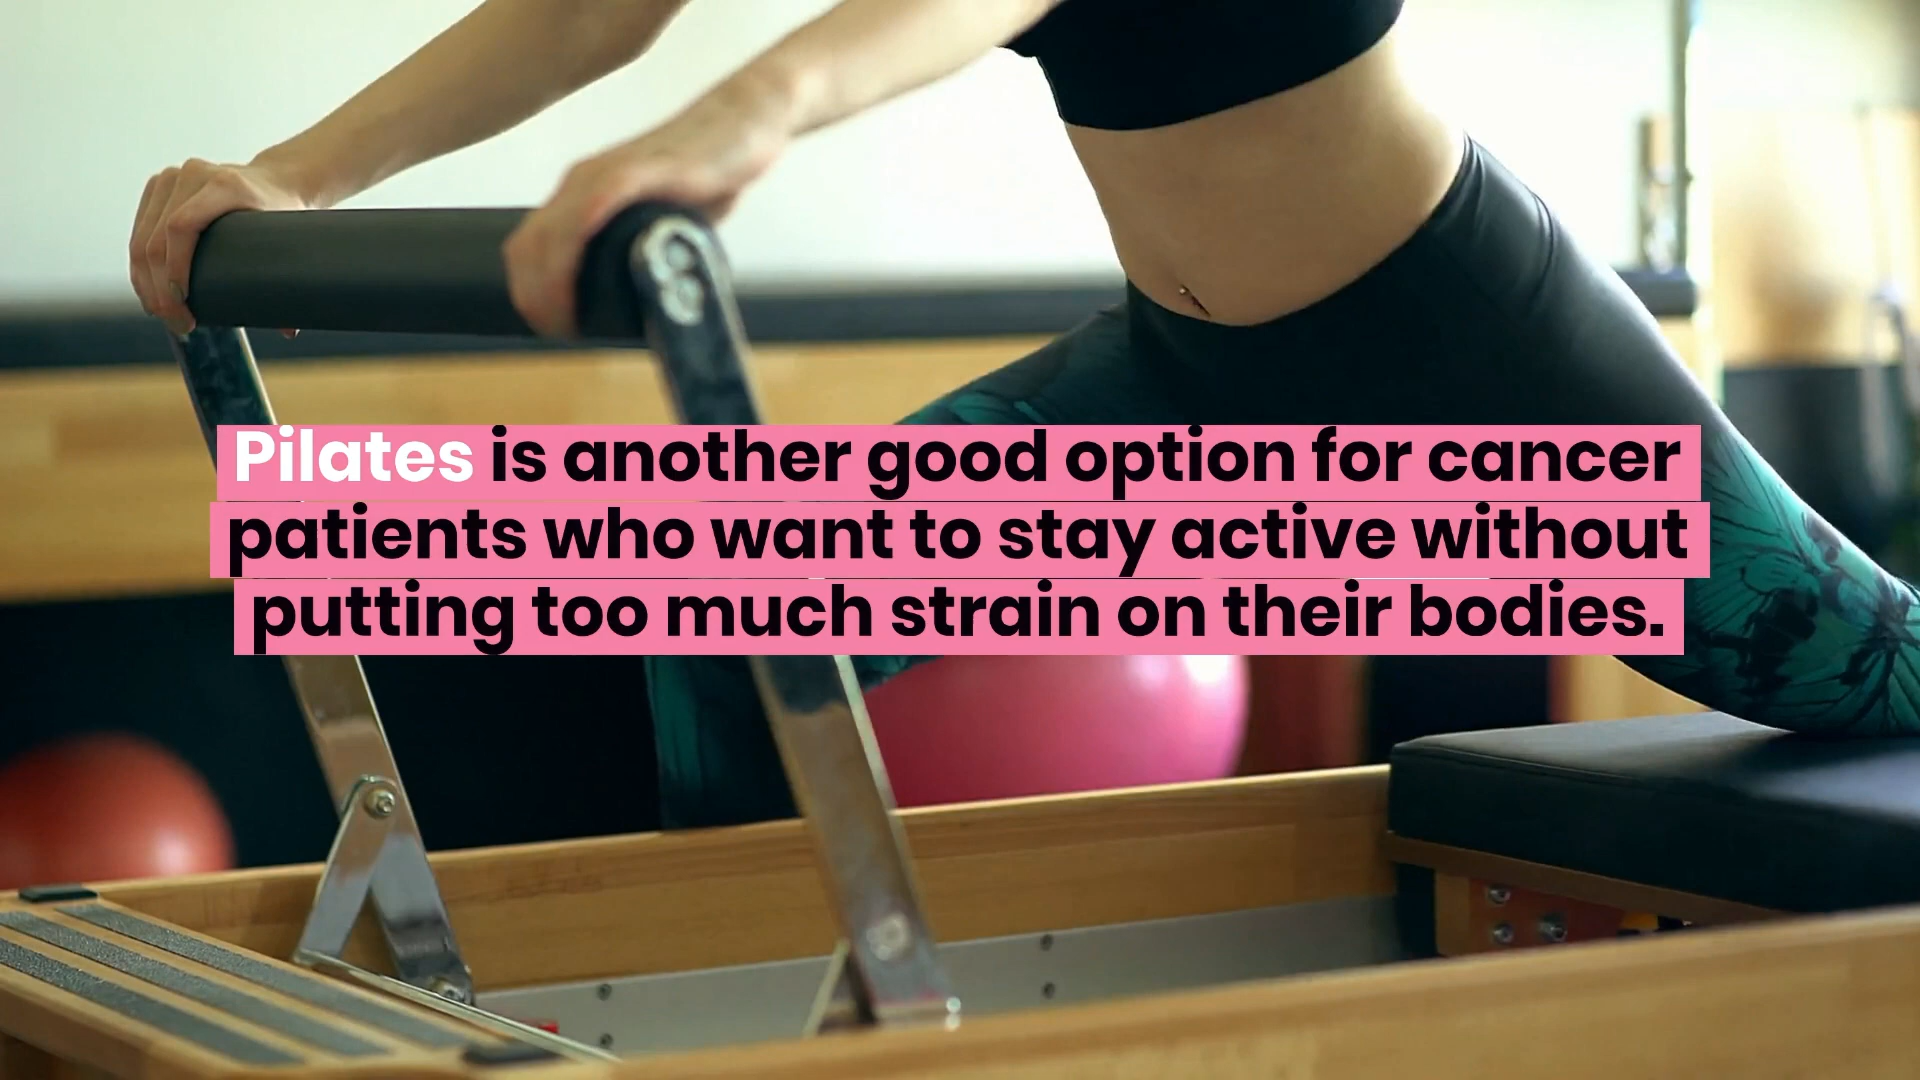 Pilates is another good option for cancer
patients who want to stay active without
putting too much strain on their bodies.